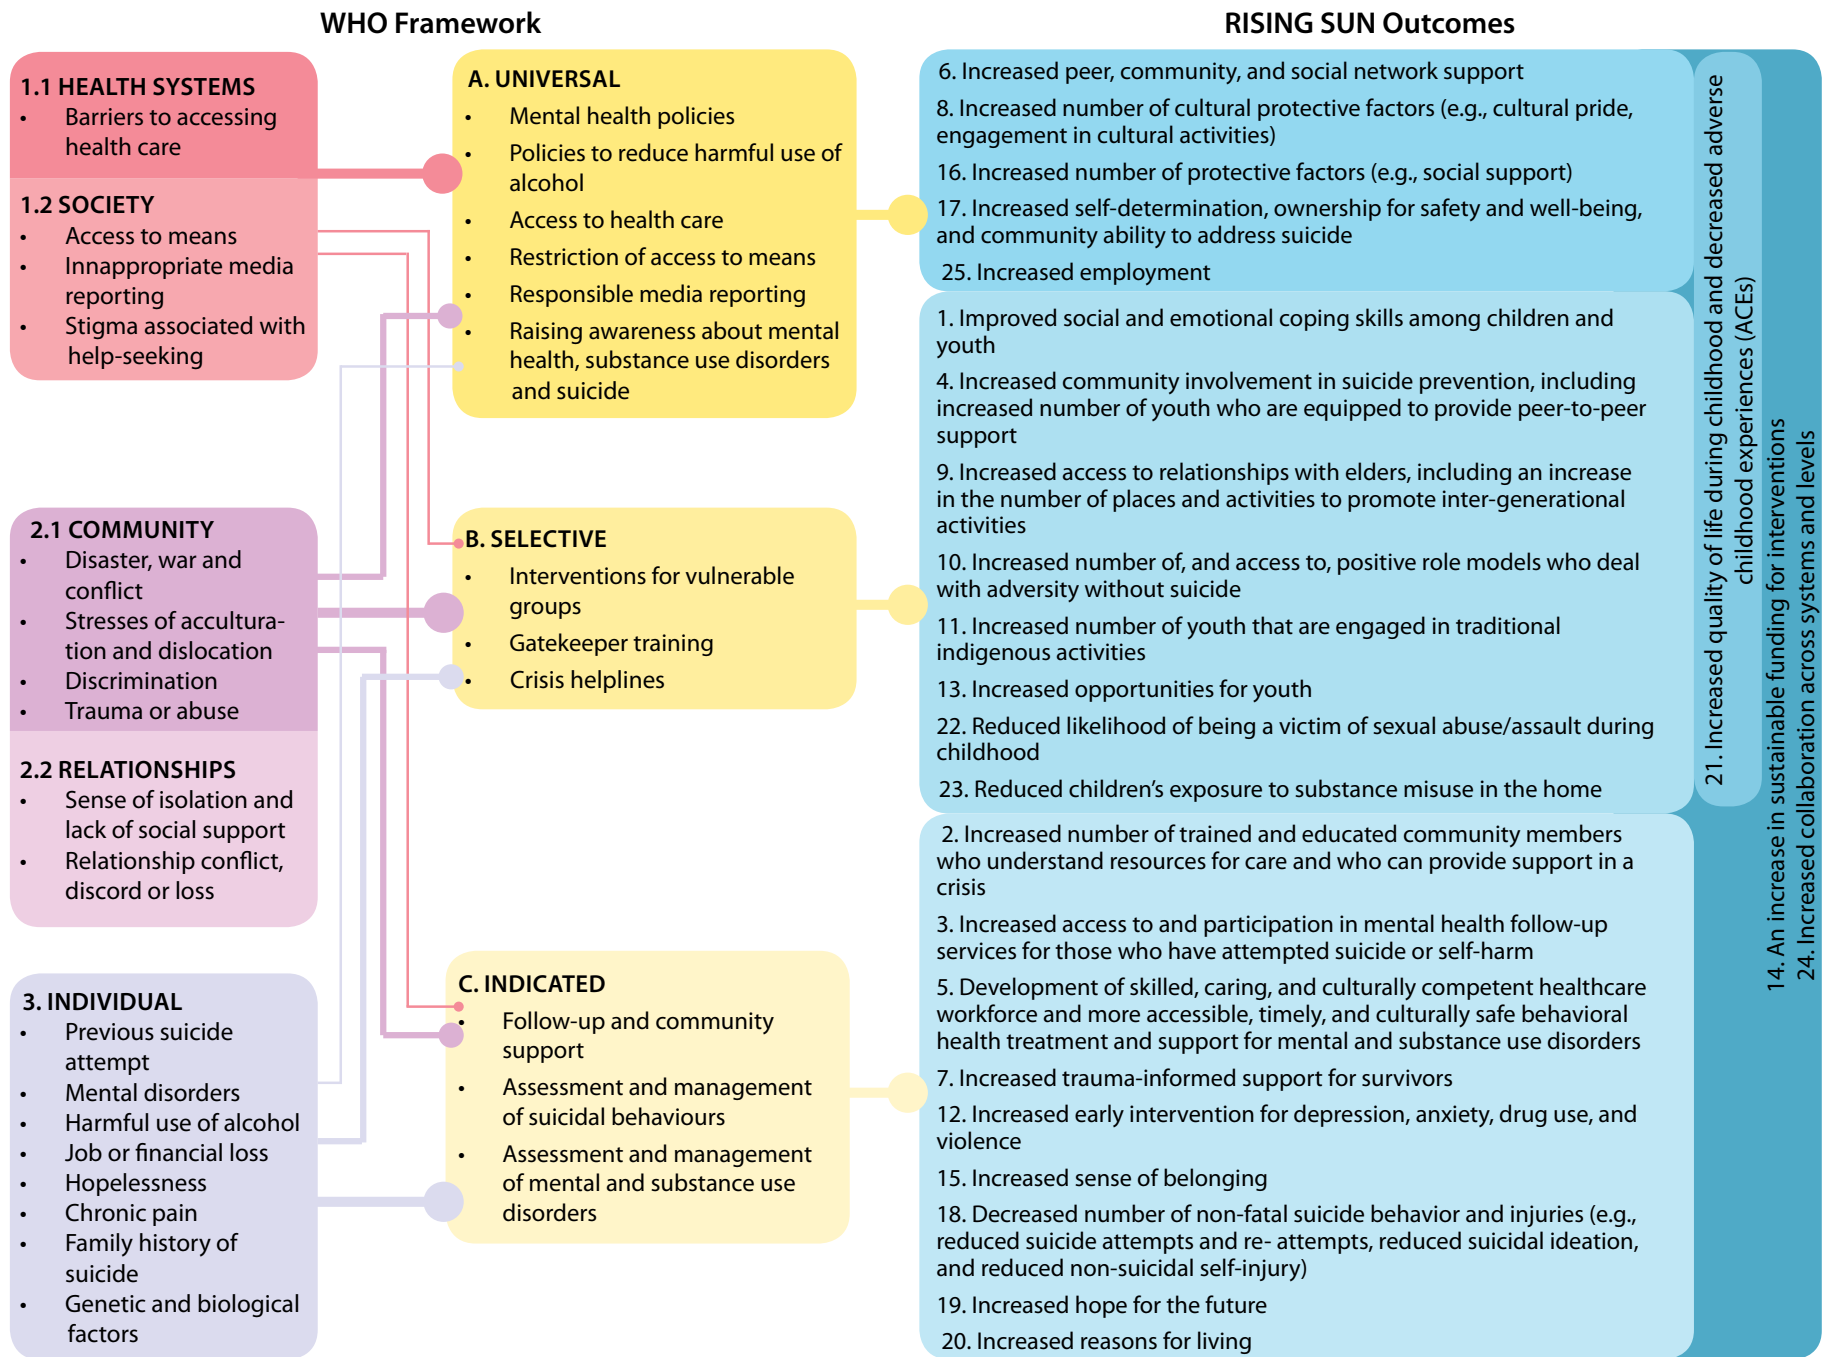 WHO Framework
RISING SUN Outcomes
1.1 HEALTH SYSTEMS
• Barriers to accessing
health care
1.2 SOCIETY
• Access to means
• Innappropriate media
reporting
• Stigma associated with
help-seeking
2.1 COMMUNITY
• Disaster, war and
conflict
• Stresses of accultura-
tion and dislocation
• Discrimination
• Trauma or abuse
2.2 RELATIONSHIPS
• Sense of isolation and
lack of social support
• Relationship conflict,
discord or loss
3. INDIVIDUAL
• Previous suicide
attempt
• Mental disorders
• Harmful use of alcohol
• Job or financial loss
• Hopelessness
• Chronic pain
• Family history of
suicide
• Genetic and biological
factors
A. UNIVERSAL
• Mental health policies
• Policies to reduce harmful use of
alcohol
• Access to health care
• Restriction of access to means
• Responsible media reporting
• Raising awareness about mental
health, substance use disorders
and suicide
B. SELECTIVE
• Interventions for vulnerable
groups
• Gatekeeper training
• Crisis helplines
C. INDICATED
• Follow-up and community
support
• Assessment and management
of suicidal behaviours
• Assessment and management
of mental and substance use
disorders
6. Increased peer, community, and social network support
8. Increased number of cultural protective factors (e.g., cultural pride,
engagement in cultural activities)
16. Increased number of protective factors (e.g., social support)
17. Increased self-determination, ownership for safety and well-being,
and community ability to address suicide
25. Increased employment
1. Improved social and emotional coping skills among children and
youth
4. Increased community involvement in suicide prevention, including
increased number of youth who are equipped to provide peer-to-peer
support
9. Increased access to relationships with elders, including an increase
in the number of places and activities to promote inter-generational
activities
10. Increased number of, and access to, positive role models who deal
with adversity without suicide
11. Increased number of youth that are engaged in traditional
indigenous activities
13. Increased opportunities for youth
22. Reduced likelihood of being a victim of sexual abuse/assault during
childhood
23. Reduced children’s exposure to substance misuse in the home
2. Increased number of trained and educated community members
who understand resources for care and who can provide support in a
crisis
3. Increased access to and participation in mental health follow-up
services for those who have attempted suicide or self-harm
5. Development of skilled, caring, and culturally competent healthcare
workforce and more accessible, timely, and culturally safe behavioral
health treatment and support for mental and substance use disorders
7. Increased trauma-informed support for survivors
12. Increased early intervention for depression, anxiety, drug use, and
violence
15. Increased sense of belonging
18. Decreased number of non-fatal suicide behavior and injuries (e.g.,
reduced suicide attempts and re- attempts, reduced suicidal ideation,
and reduced non-suicidal self-injury)
19. Increased hope for the future
20. Increased reasons for living
21. Increased quality of life during childhood and decreased adverse
childhood experiences (ACEs)
14. An increase in sustainable funding for interventions
24. Increased collaboration across systems and levels